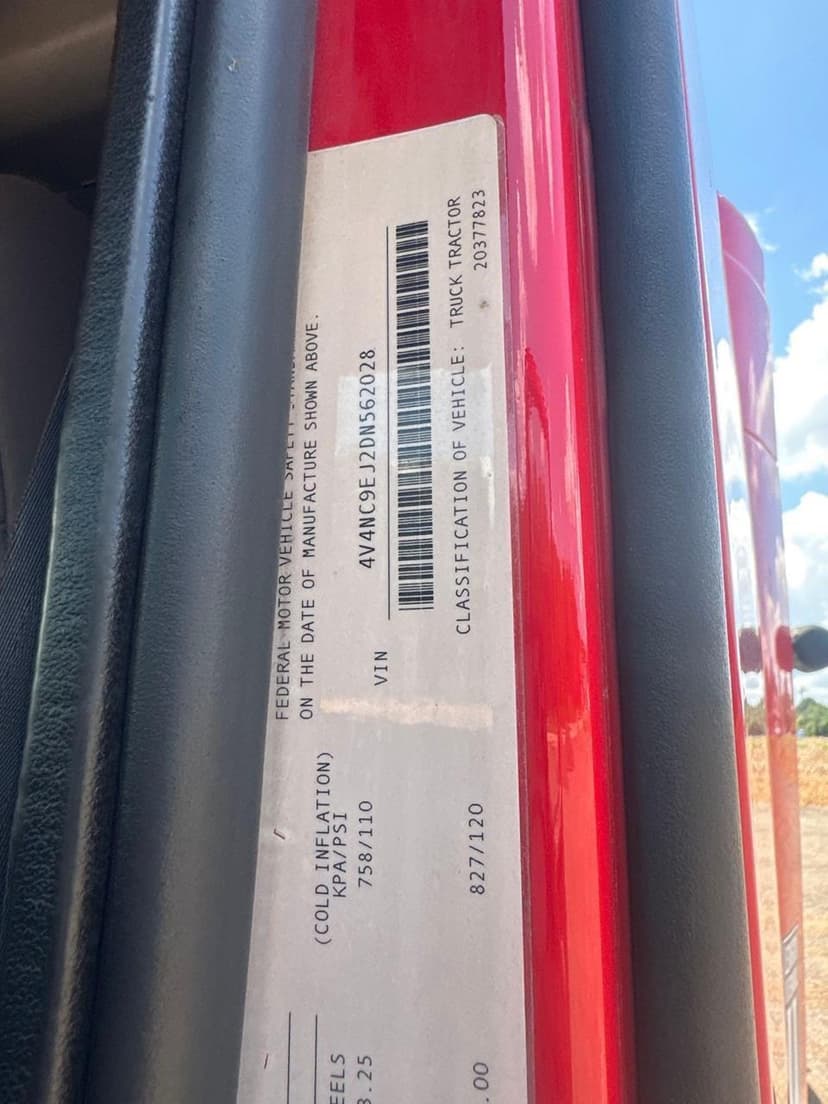 FEDERAL MOTOR VEHICLE SAFETY
ON THE DATE OF MANUFACTURE SHOWN ABOVE.
VIN 4V4NC9EJ2DN562028
CLASSIFICATION OF VEHICLE: TRUCK TRACTOR
20377823
(COLD INFLATION)
KPA/PSI
758/110
827/120
EELS
.25
.00